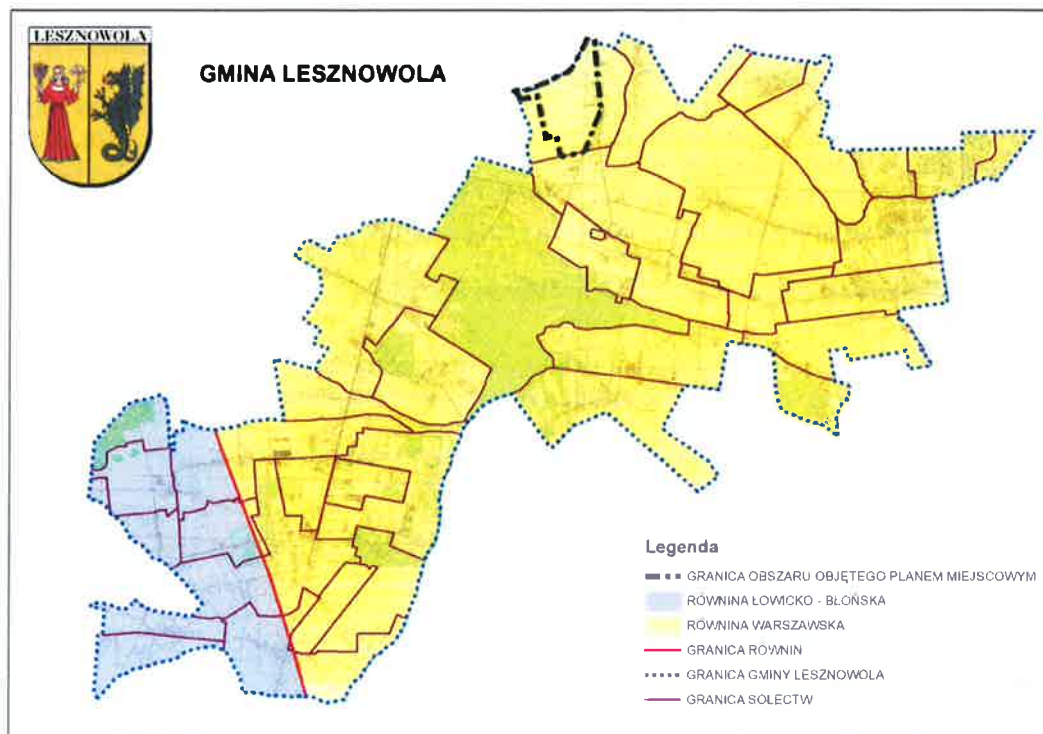 LESZNOWOLA
GMINA LESZNOWOLA
Legenda
GRANICA OBSZARU OBJĘTEGO PLANEM MIEJSCOWYM
RÓWNINA ŁOWICKO - BŁOŃSKA
RÓWNINA WARSZAWSKA
GRANICA RÓWNIN
GRANICA GMINY LESZNOWOLA
GRANICA SOŁECTW